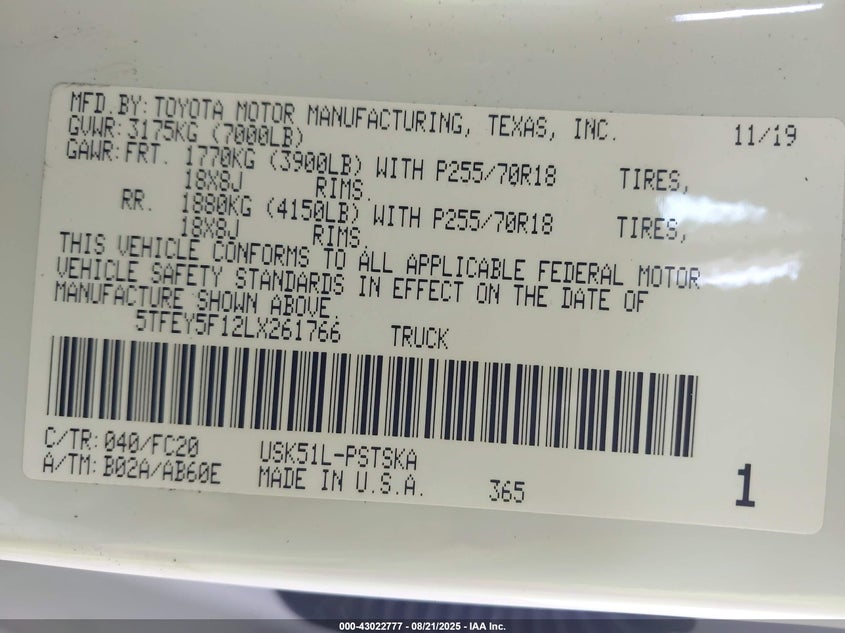 MFD.BY:TOYOTA MOTOR MANUFACTURING, TEXAS, INC. 11/19
GVWR:3175KG (7000LB)
GAWR:FRT. 1770KG (3900LB) WITH P255/70R18 TIRES,
18X8J RIMS.
RR. 1880KG (4150LB) WITH P255/70R18 TIRES,
18X8J RIMS.
THIS VEHICLE CONFORMS TO ALL APPLICABLE FEDERAL MOTOR
VEHICLE SAFETY STANDARDS IN EFFECT ON THE DATE OF
MANUFACTURE SHOWN ABOVE.
5TFEY5F12LX261766 TRUCK
C/TR:040/FC20 USK51L-PSTSKA
A/TM:B02A/AB60E MADE IN U.S.A. 365 1
000-43022777 - 08/21/2025 - IAA Inc.